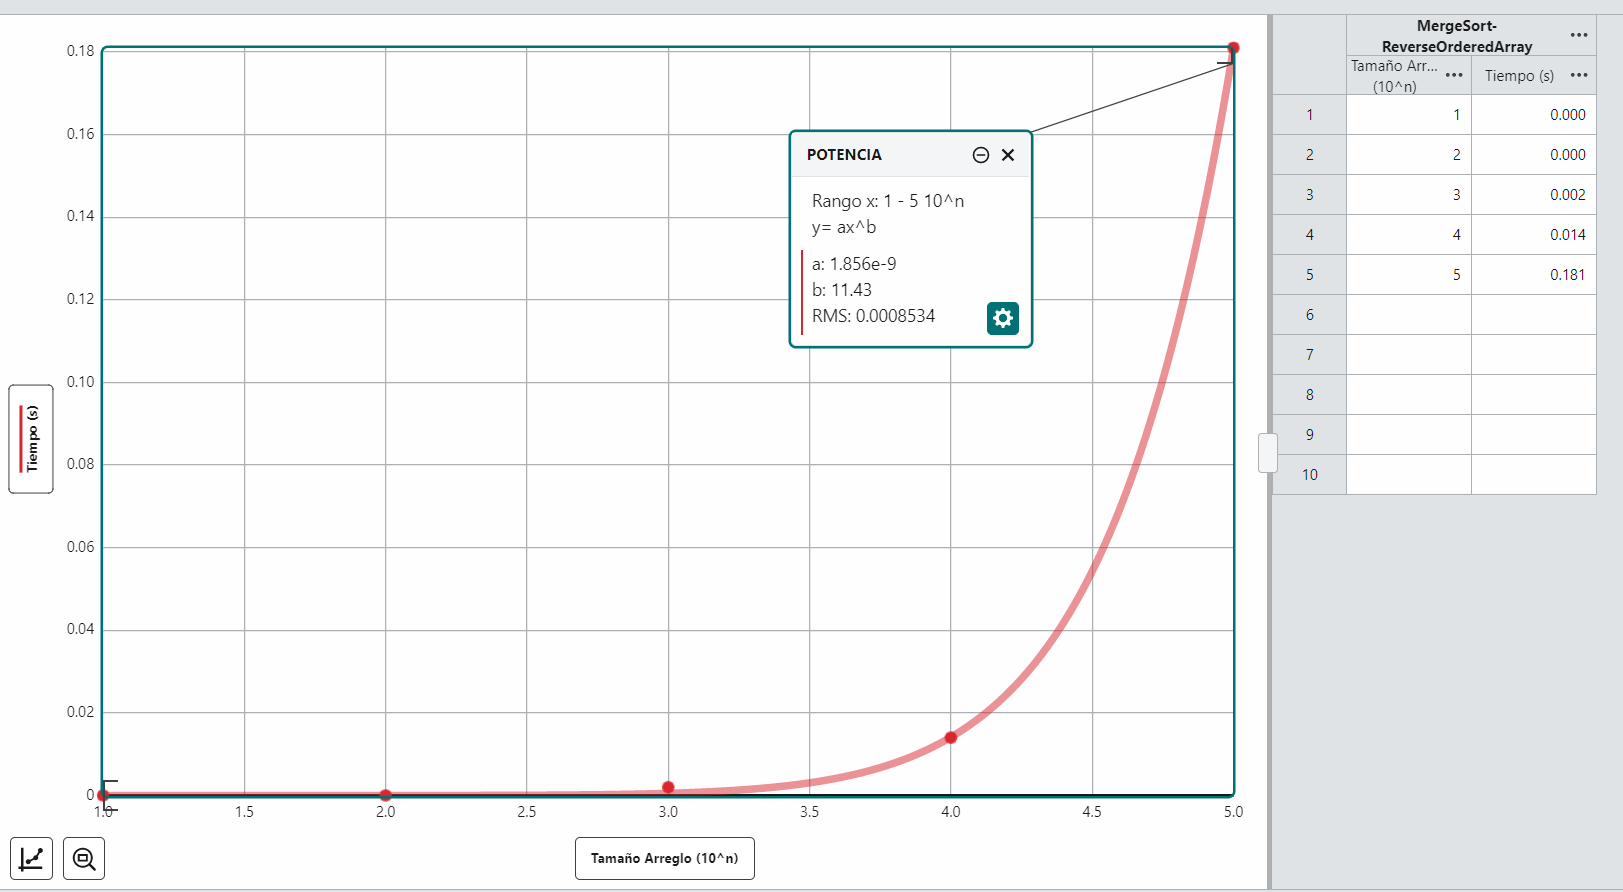 0.18
0.16
0.14
0.12
0.10
0.08
0.06
0.04
0.02
0
Tiempo (s)
1.0
1.5
2.0
2.5
3.0
3.5
4.0
4.5
5.0
Tamaño Arreglo (10^n)
POTENCIA
Rango x: 1 - 5 10^n
y= ax^b
a: 1.856e-9
b: 11.43
RMS: 0.0008534
MergeSort-
ReverseOrderedArray
Tamaño Arr...
(10^n)
Tiempo (s)
1 1 0.000
2 2 0.000
3 3 0.002
4 4 0.014
5 5 0.181
6
7
8
9
10